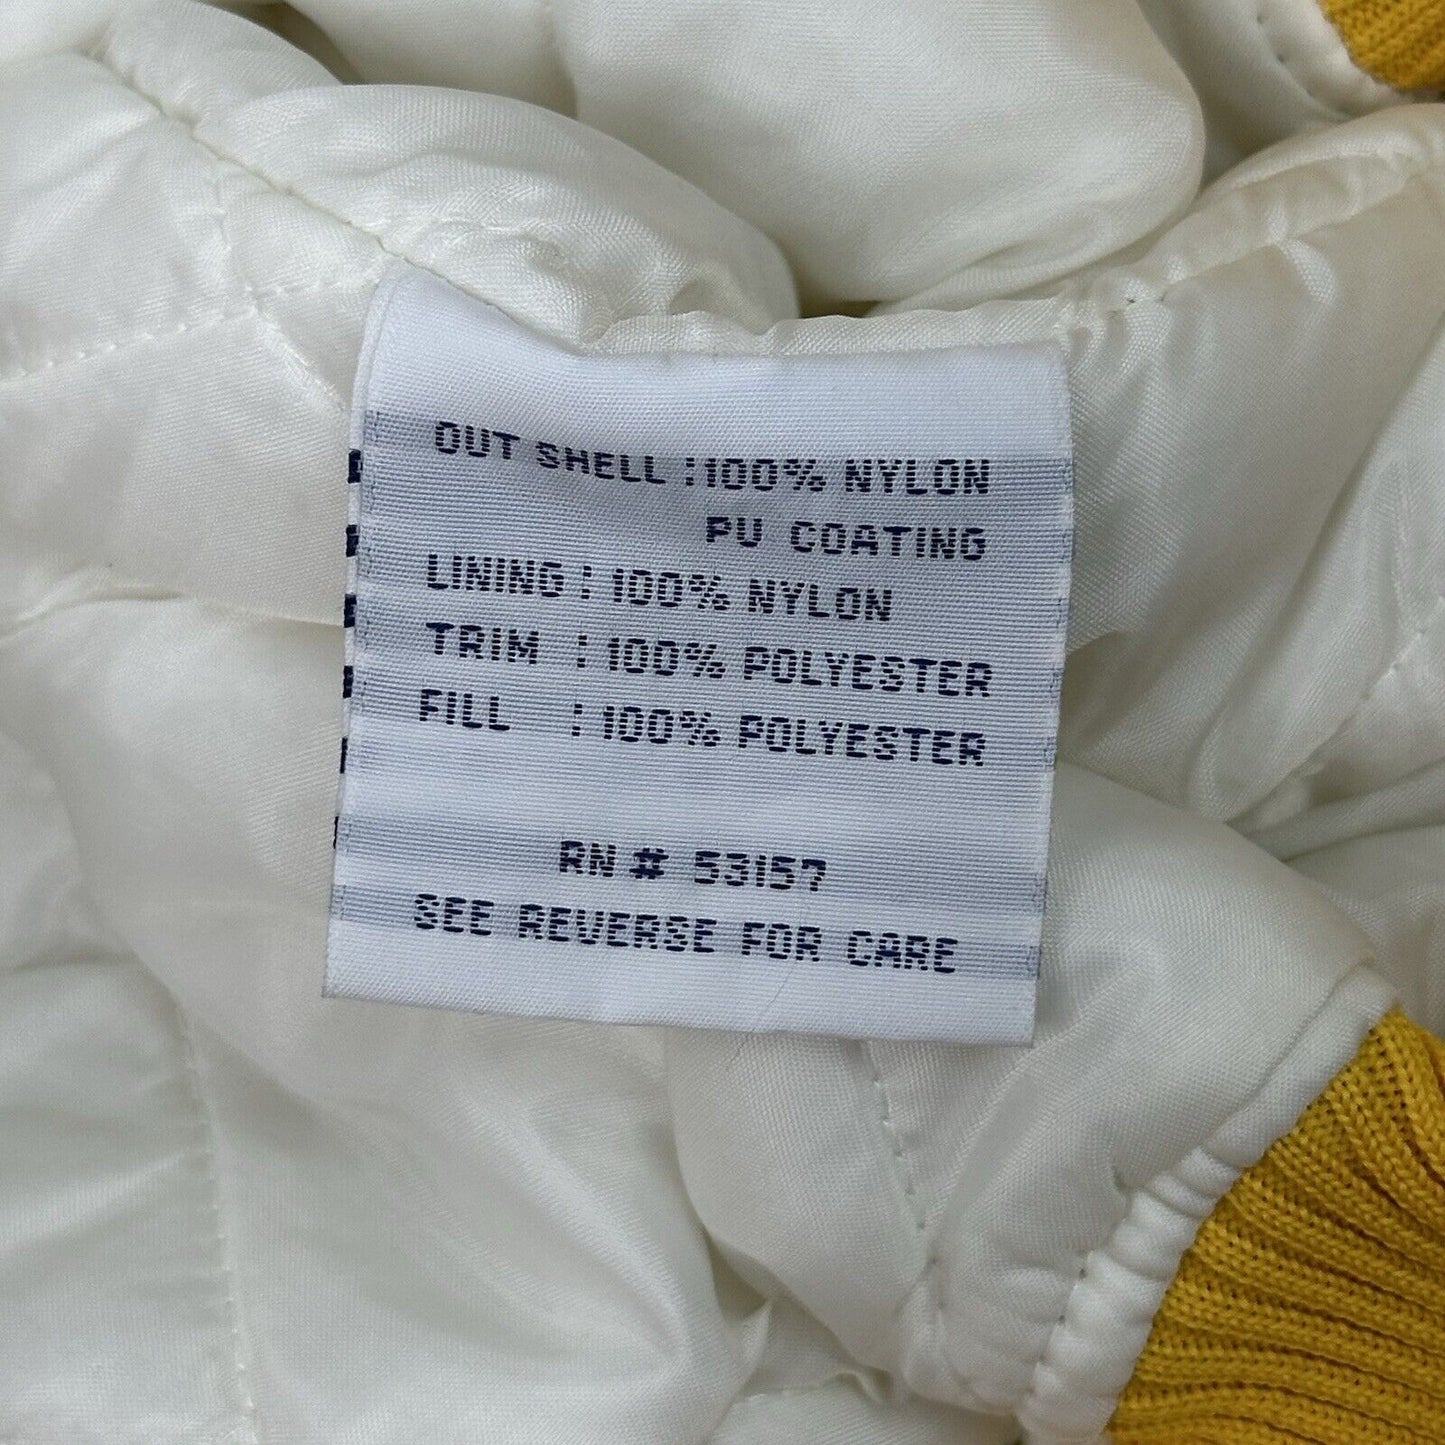 OUT SHELL : 100% NYLON
PU COATING
LINING : 100% NYLON
TRIM : 100% POLYESTER
FILL : 100% POLYESTER
RN # 53157
SEE REVERSE FOR CARE